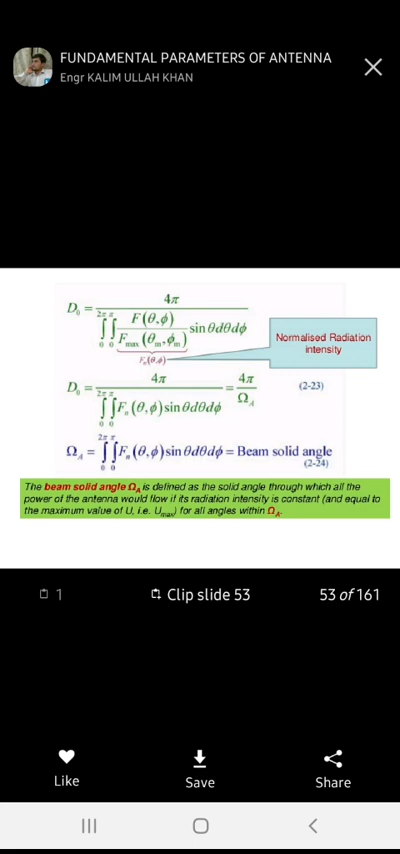 FUNDAMENTAL PARAMETERS OF ANTENNA
Engr KALIM ULLAH KHAN
D₀ = 4π / ∫₀^2π ∫₀^π [F(θ,ϕ) / F_max(θ_m,ϕ_m)] sin θdθdϕ
Fₙ(θ,ϕ)
Normalised Radiation
intensity
D₀ = 4π / ∫₀^2π ∫₀^π Fₙ(θ,ϕ) sin θdθdϕ = 4π / Ω_A (2-23)
Ω_A = ∫₀^2π ∫₀^π Fₙ(θ,ϕ) sin θdθdϕ = Beam solid angle
(2-24)
The beam solid angle Ω_A is defined as the solid angle through which all the
power of the antenna would flow if its radiation intensity is constant (and equal to
the maximum value of U, i.e. U_max) for all angles within Ω_A.
1
Clip slide 53
53 of 161
Like
Save
Share